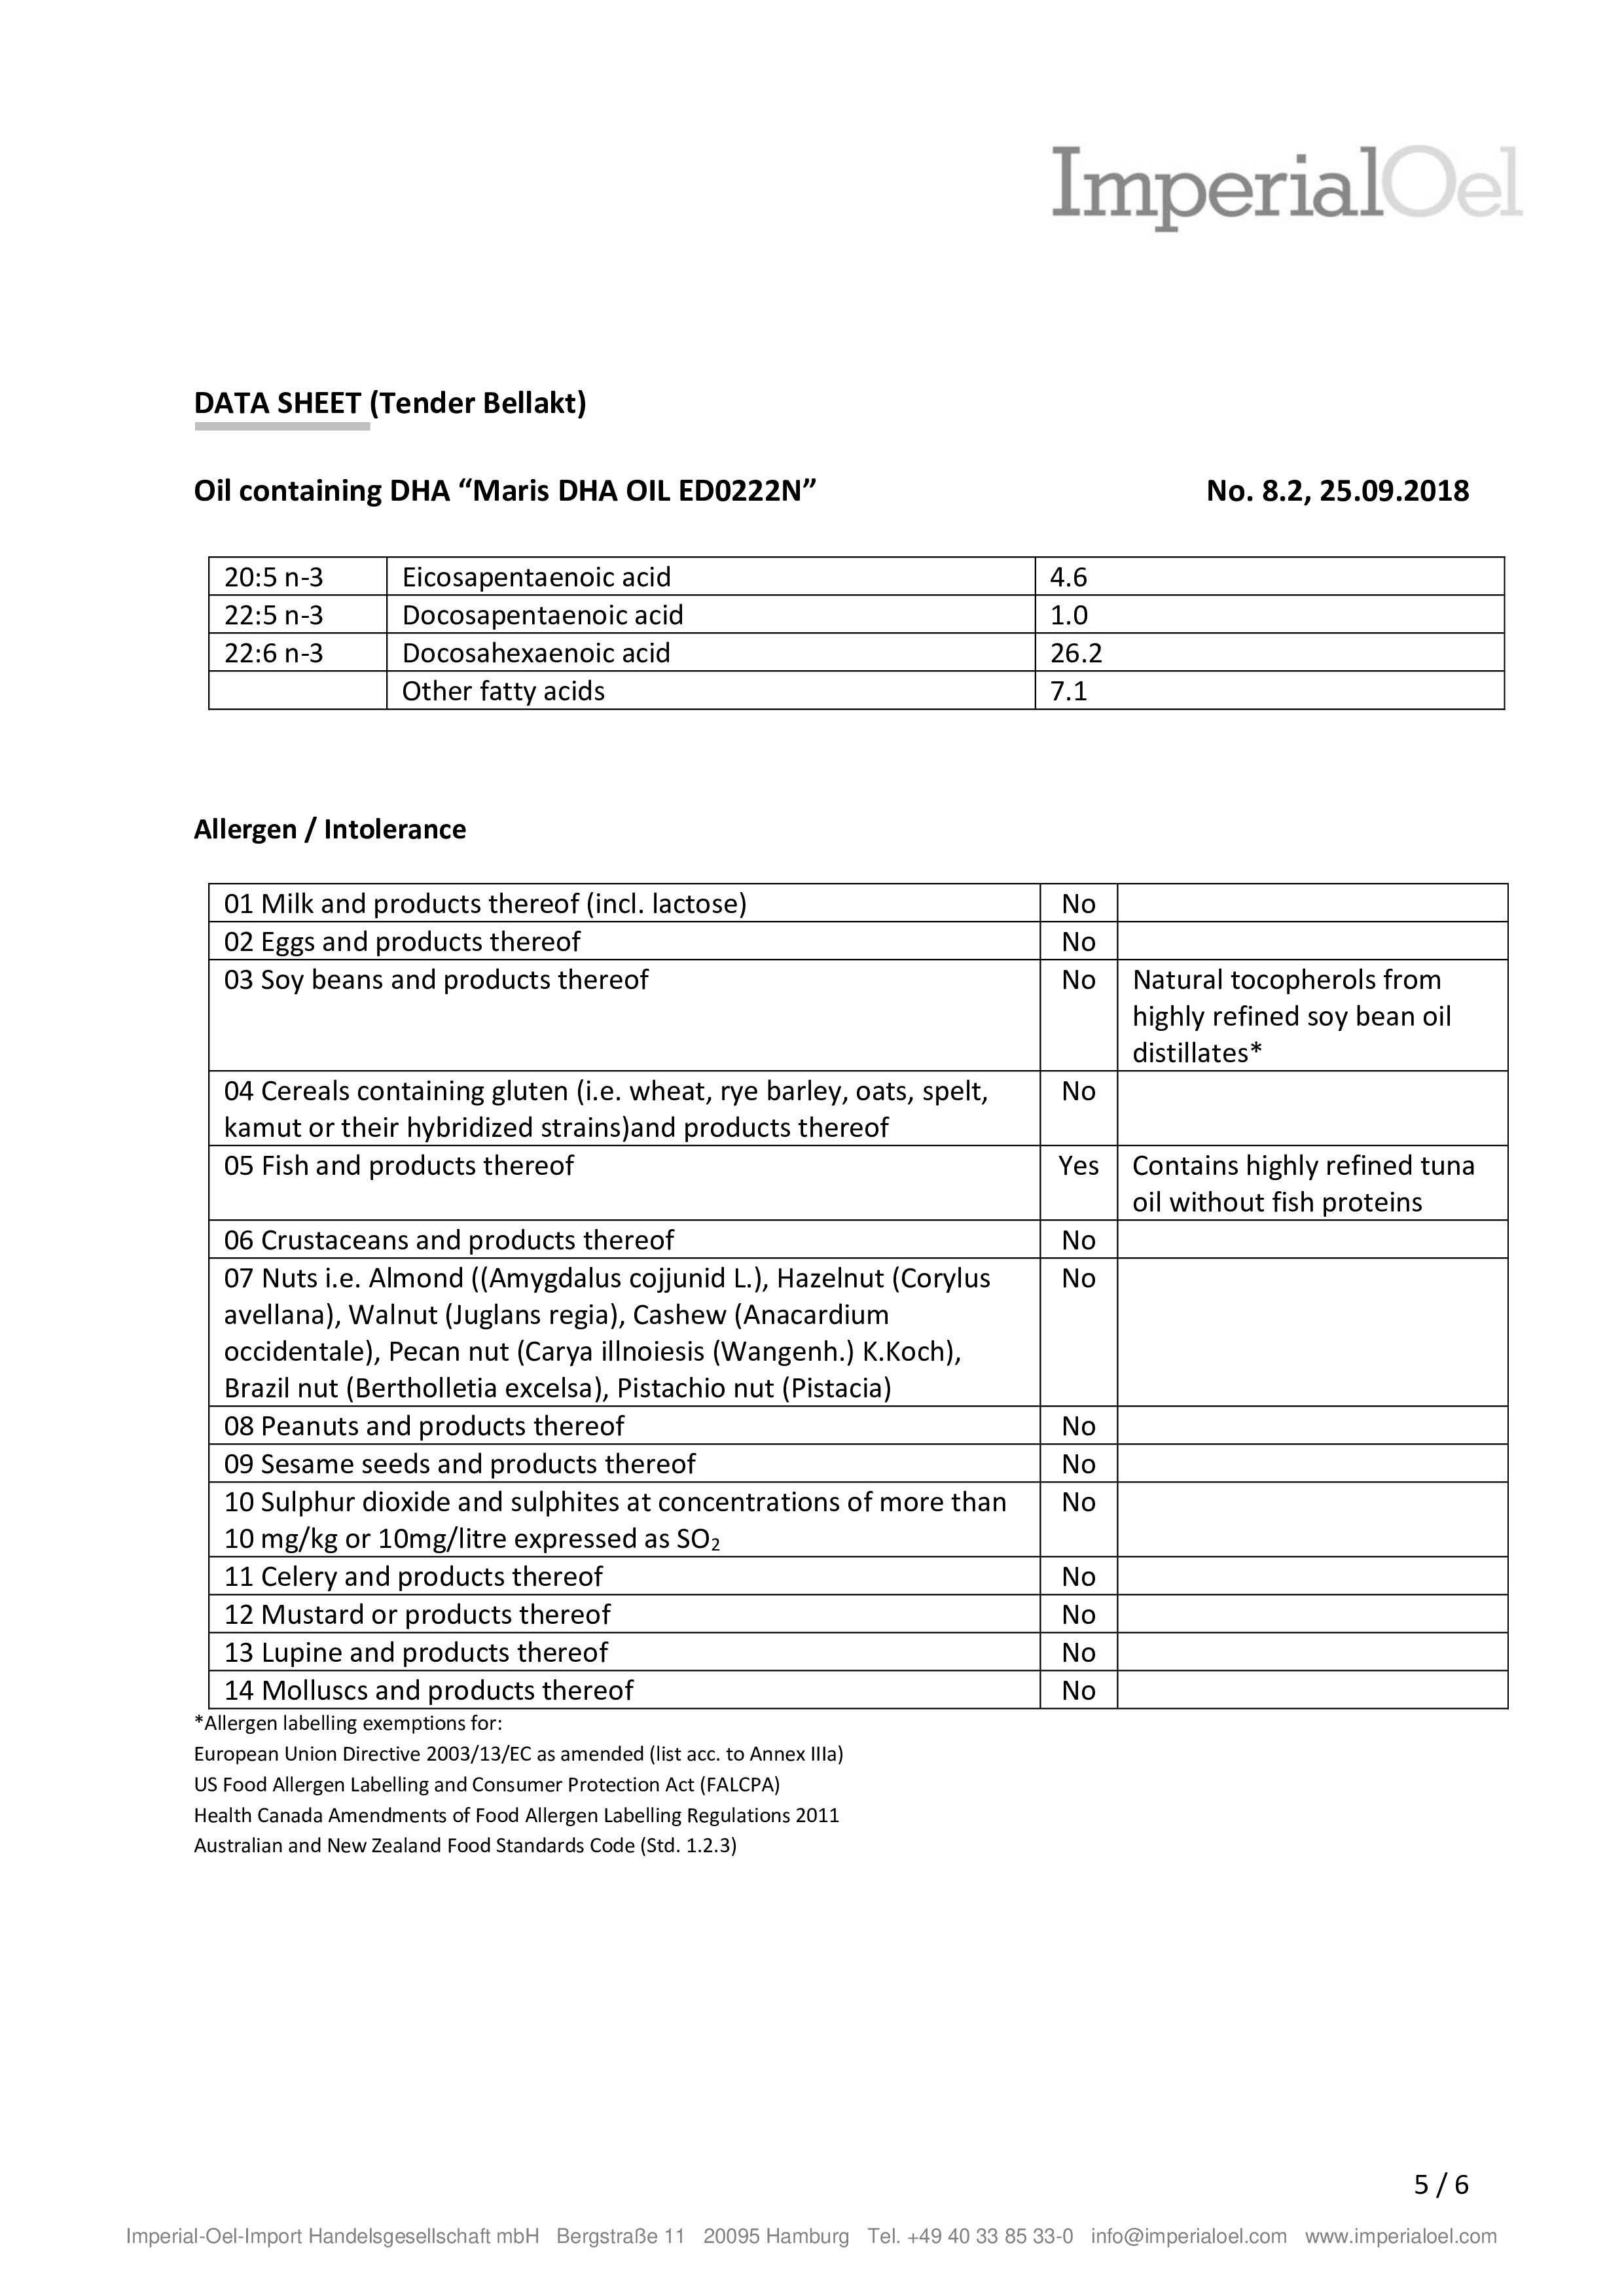 ImperialOel
DATA SHEET (Tender Bellakt)
Oil containing DHA “Maris DHA OIL ED0222N” No. 8.2, 25.09.2018
20:5 n-3 Eicosapentaenoic acid 4.6
22:5 n-3 Docosapentaenoic acid 1.0
22:6 n-3 Docosahexaenoic acid 26.2
Other fatty acids 7.1
Allergen / Intolerance
01 Milk and products thereof (incl. lactose) No
02 Eggs and products thereof No
03 Soy beans and products thereof No Natural tocopherols from
highly refined soy bean oil
distillates*
04 Cereals containing gluten (i.e. wheat, rye barley, oats, spelt, No
kamut or their hybridized strains)and products thereof
05 Fish and products thereof Yes Contains highly refined tuna
oil without fish proteins
06 Crustaceans and products thereof No
07 Nuts i.e. Almond ((Amygdalus cojjunid L.), Hazelnut (Corylus No
avellana), Walnut (Juglans regia), Cashew (Anacardium
occidentale), Pecan nut (Carya illnoiesis (Wangenh.) K.Koch),
Brazil nut (Bertholletia excelsa), Pistachio nut (Pistacia)
08 Peanuts and products thereof No
09 Sesame seeds and products thereof No
10 Sulphur dioxide and sulphites at concentrations of more than No
10 mg/kg or 10mg/litre expressed as SO₂
11 Celery and products thereof No
12 Mustard or products thereof No
13 Lupine and products thereof No
14 Molluscs and products thereof No
*Allergen labelling exemptions for:
European Union Directive 2003/13/EC as amended (list acc. to Annex IIIa)
US Food Allergen Labelling and Consumer Protection Act (FALCPA)
Health Canada Amendments of Food Allergen Labelling Regulations 2011
Australian and New Zealand Food Standards Code (Std. 1.2.3)
5 / 6
Imperial-Oel-Import Handelsgesellschaft mbH Bergstraße 11 20095 Hamburg Tel. +49 40 33 85 33-0 info@imperialoel.com www.imperialoel.com